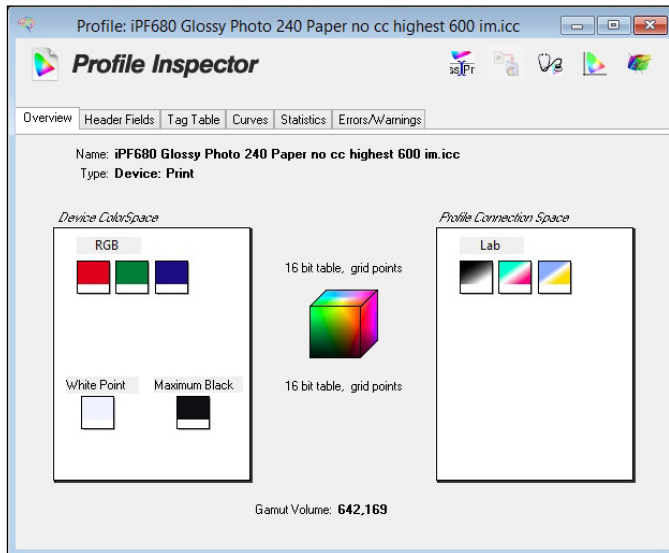 Profile: iPF680 Glossy Photo 240 Paper no cc highest 600 im.icc
Profile Inspector
Overview Header Fields Tag Table Curves Statistics Errors/Warnings
Name: iPF680 Glossy Photo 240 Paper no cc highest 600 im.icc
Type: Device: Print
Device ColorSpace
Profile Connection Space
RGB
Lab
16 bit table, grid points
16 bit table, grid points
White Point Maximum Black
Gamut Volume: 642,169